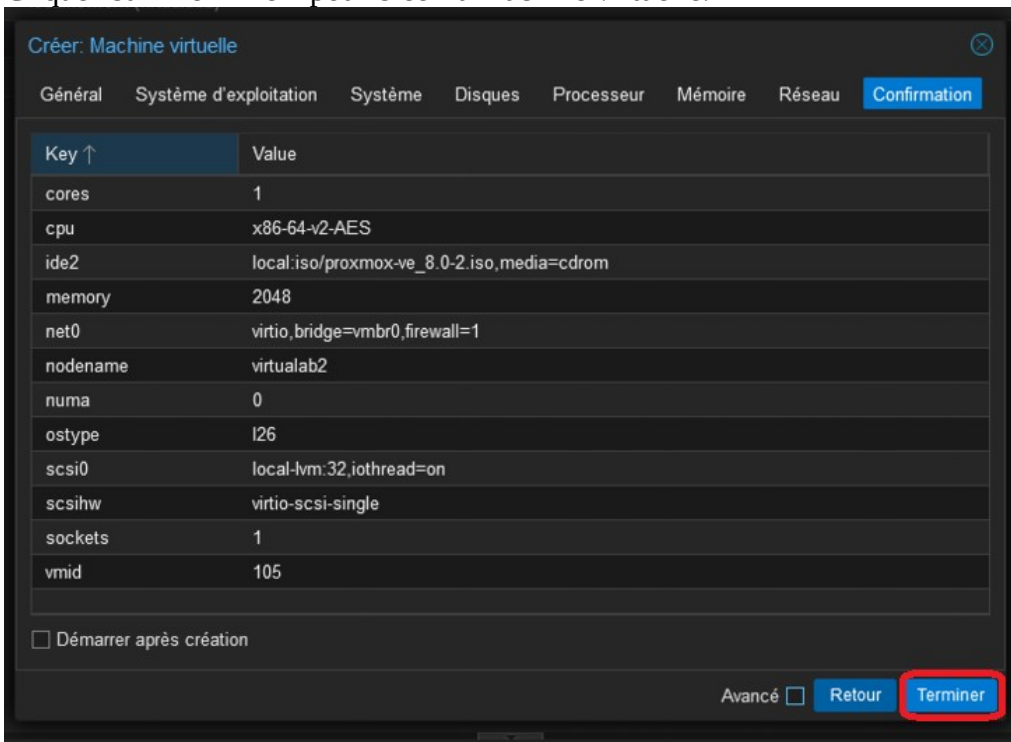 Créer: Machine virtuelle
Général Système d'exploitation Système Disques Processeur Mémoire Réseau Confirmation
Key ↑ Value
cores 1
cpu x86-64-v2-AES
ide2 local:iso/proxmox-ve_8.0-2.iso,media=cdrom
memory 2048
net0 virtio,bridge=vmbr0,firewall=1
nodename virtualab2
numa 0
ostype l26
scsi0 local-lvm:32,iothread=on
scsihw virtio-scsi-single
sockets 1
vmid 105
Démarrer après création
Avancé Retour Terminer